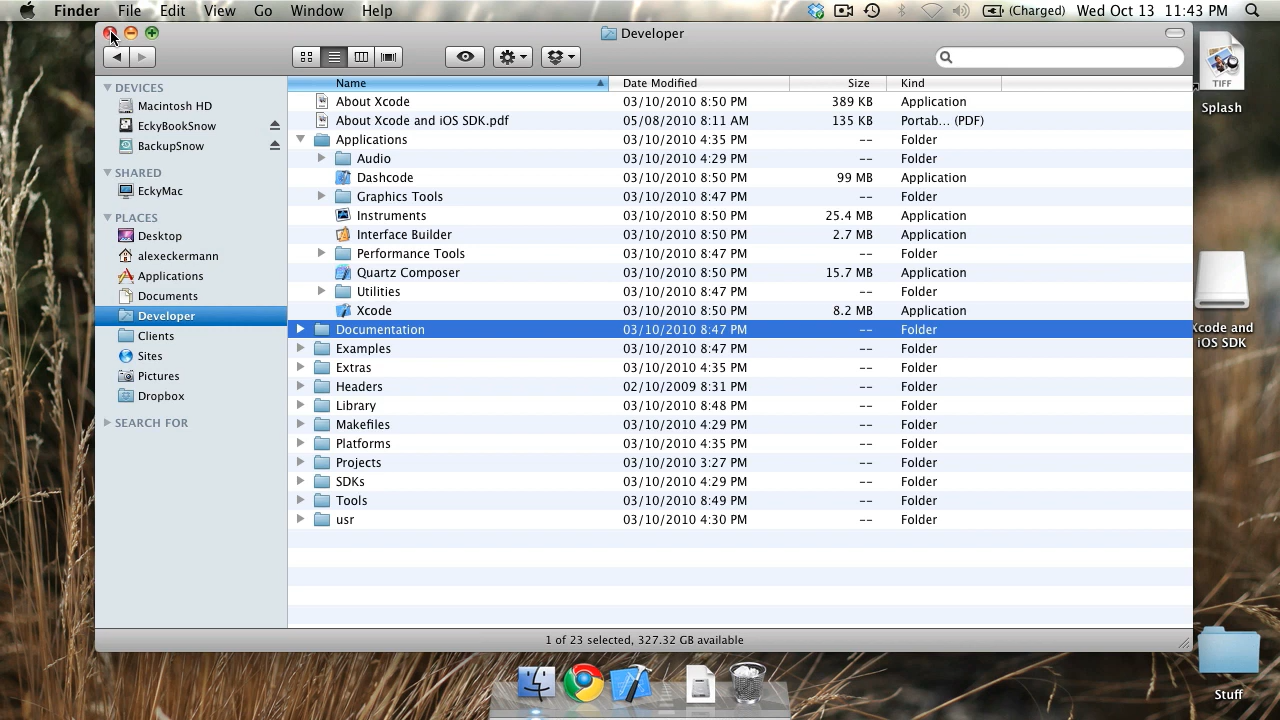 Finder File Edit View Go Window Help (Charged) Wed Oct 13 11:43 PM
Developer
Name Date Modified Size Kind
DEVICES
Macintosh HD
EckyBookSnow
BackupSnow
SHARED
EckyMac
PLACES
Desktop
alexeckermann
Applications
Documents
Developer
Clients
Sites
Pictures
Dropbox
SEARCH FOR
About Xcode 03/10/2010 8:50 PM 389 KB Application
About Xcode and iOS SDK.pdf 05/08/2010 8:11 AM 135 KB Portab... (PDF)
Applications 03/10/2010 4:35 PM -- Folder
Audio 03/10/2010 4:29 PM -- Folder
Dashcode 03/10/2010 8:50 PM 99 MB Application
Graphics Tools 03/10/2010 8:47 PM -- Folder
Instruments 03/10/2010 8:50 PM 25.4 MB Application
Interface Builder 03/10/2010 8:50 PM 2.7 MB Application
Performance Tools 03/10/2010 8:47 PM -- Folder
Quartz Composer 03/10/2010 8:50 PM 15.7 MB Application
Utilities 03/10/2010 8:47 PM -- Folder
Xcode 03/10/2010 8:50 PM 8.2 MB Application
Documentation 03/10/2010 8:47 PM -- Folder
Examples 03/10/2010 8:47 PM -- Folder
Extras 03/10/2010 4:35 PM -- Folder
Headers 02/10/2009 8:31 PM -- Folder
Library 03/10/2010 8:48 PM -- Folder
Makefiles 03/10/2010 4:29 PM -- Folder
Platforms 03/10/2010 4:35 PM -- Folder
Projects 03/10/2010 3:27 PM -- Folder
SDKs 03/10/2010 4:29 PM -- Folder
Tools 03/10/2010 8:49 PM -- Folder
usr 03/10/2010 4:30 PM -- Folder
1 of 23 selected, 327.32 GB available
TIFF
Splash
Xcode and
iOS SDK
Stuff